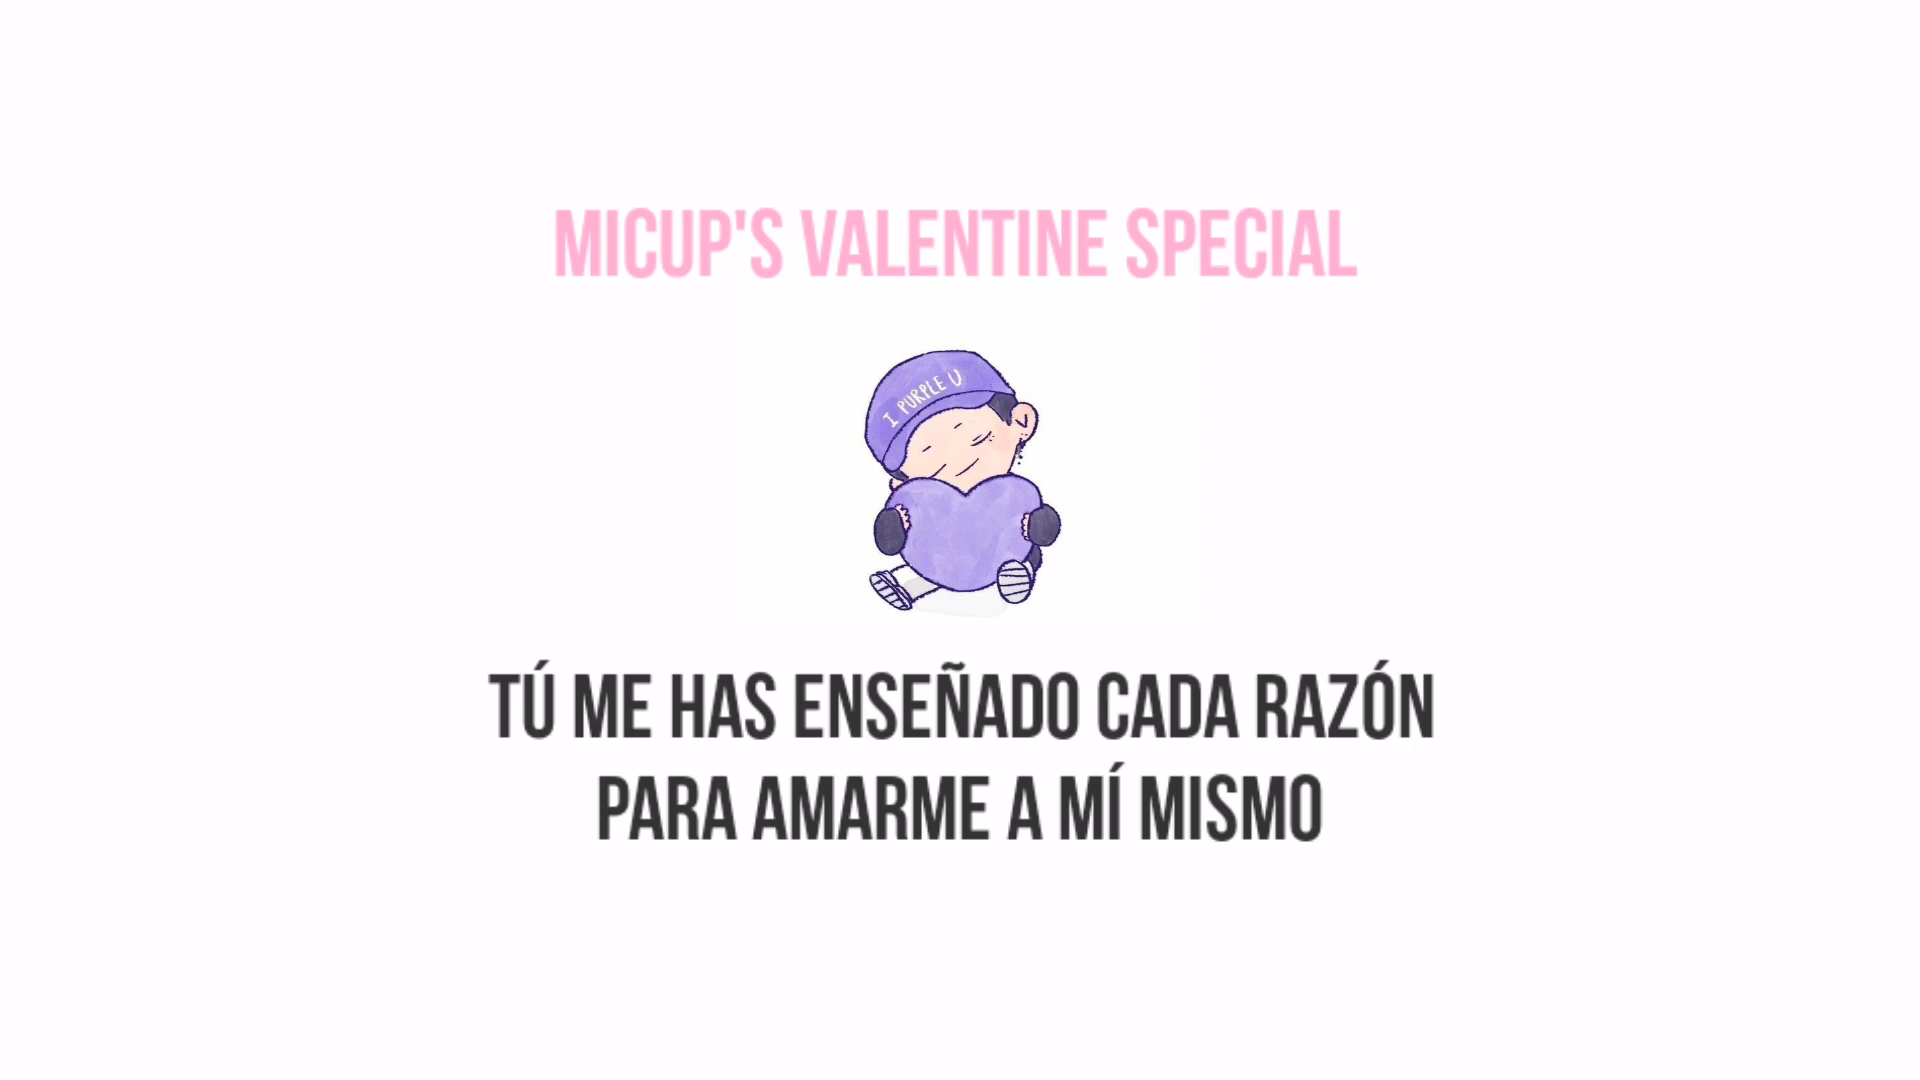 MICUP'S VALENTINE SPECIAL
I PURPLE U
TÚ ME HAS ENSEÑADO CADA RAZÓN
PARA AMARME A MÍ MISMO